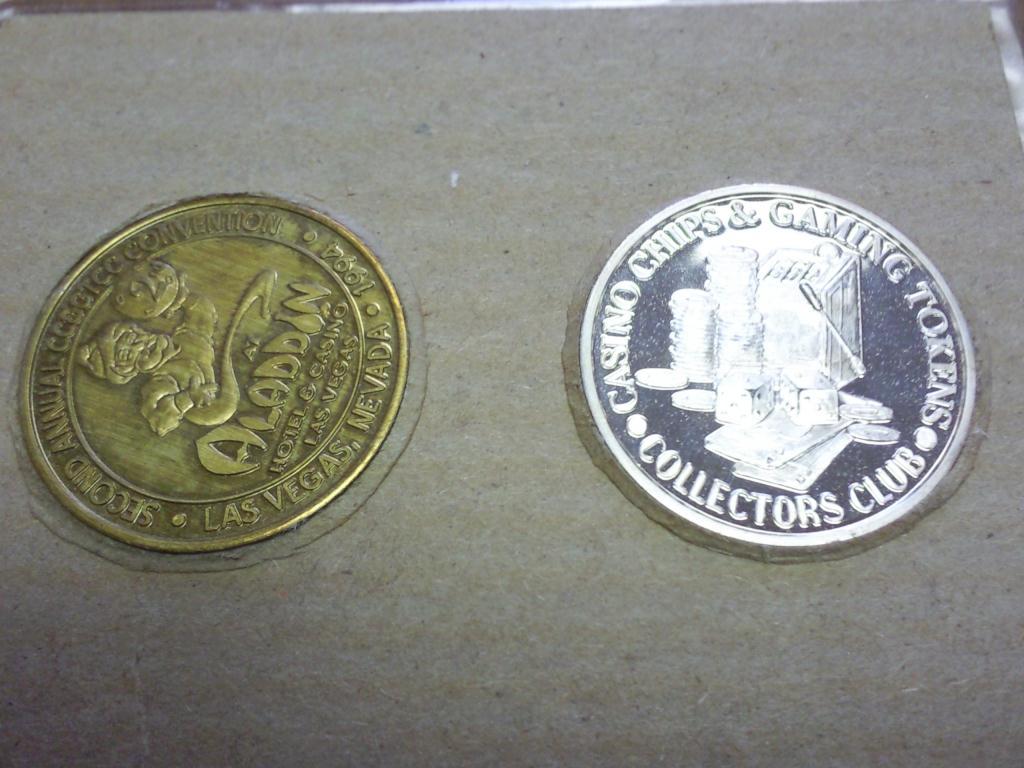 SECOND ANNUAL CC&GTCC CONVENTION • 1994 •
LAS VEGAS, NEVADA •
AT
ALADDIN
HOTEL & CASINO
LAS VEGAS
CASINO CHIPS & GAMING TOKENS
• COLLECTORS CLUB •